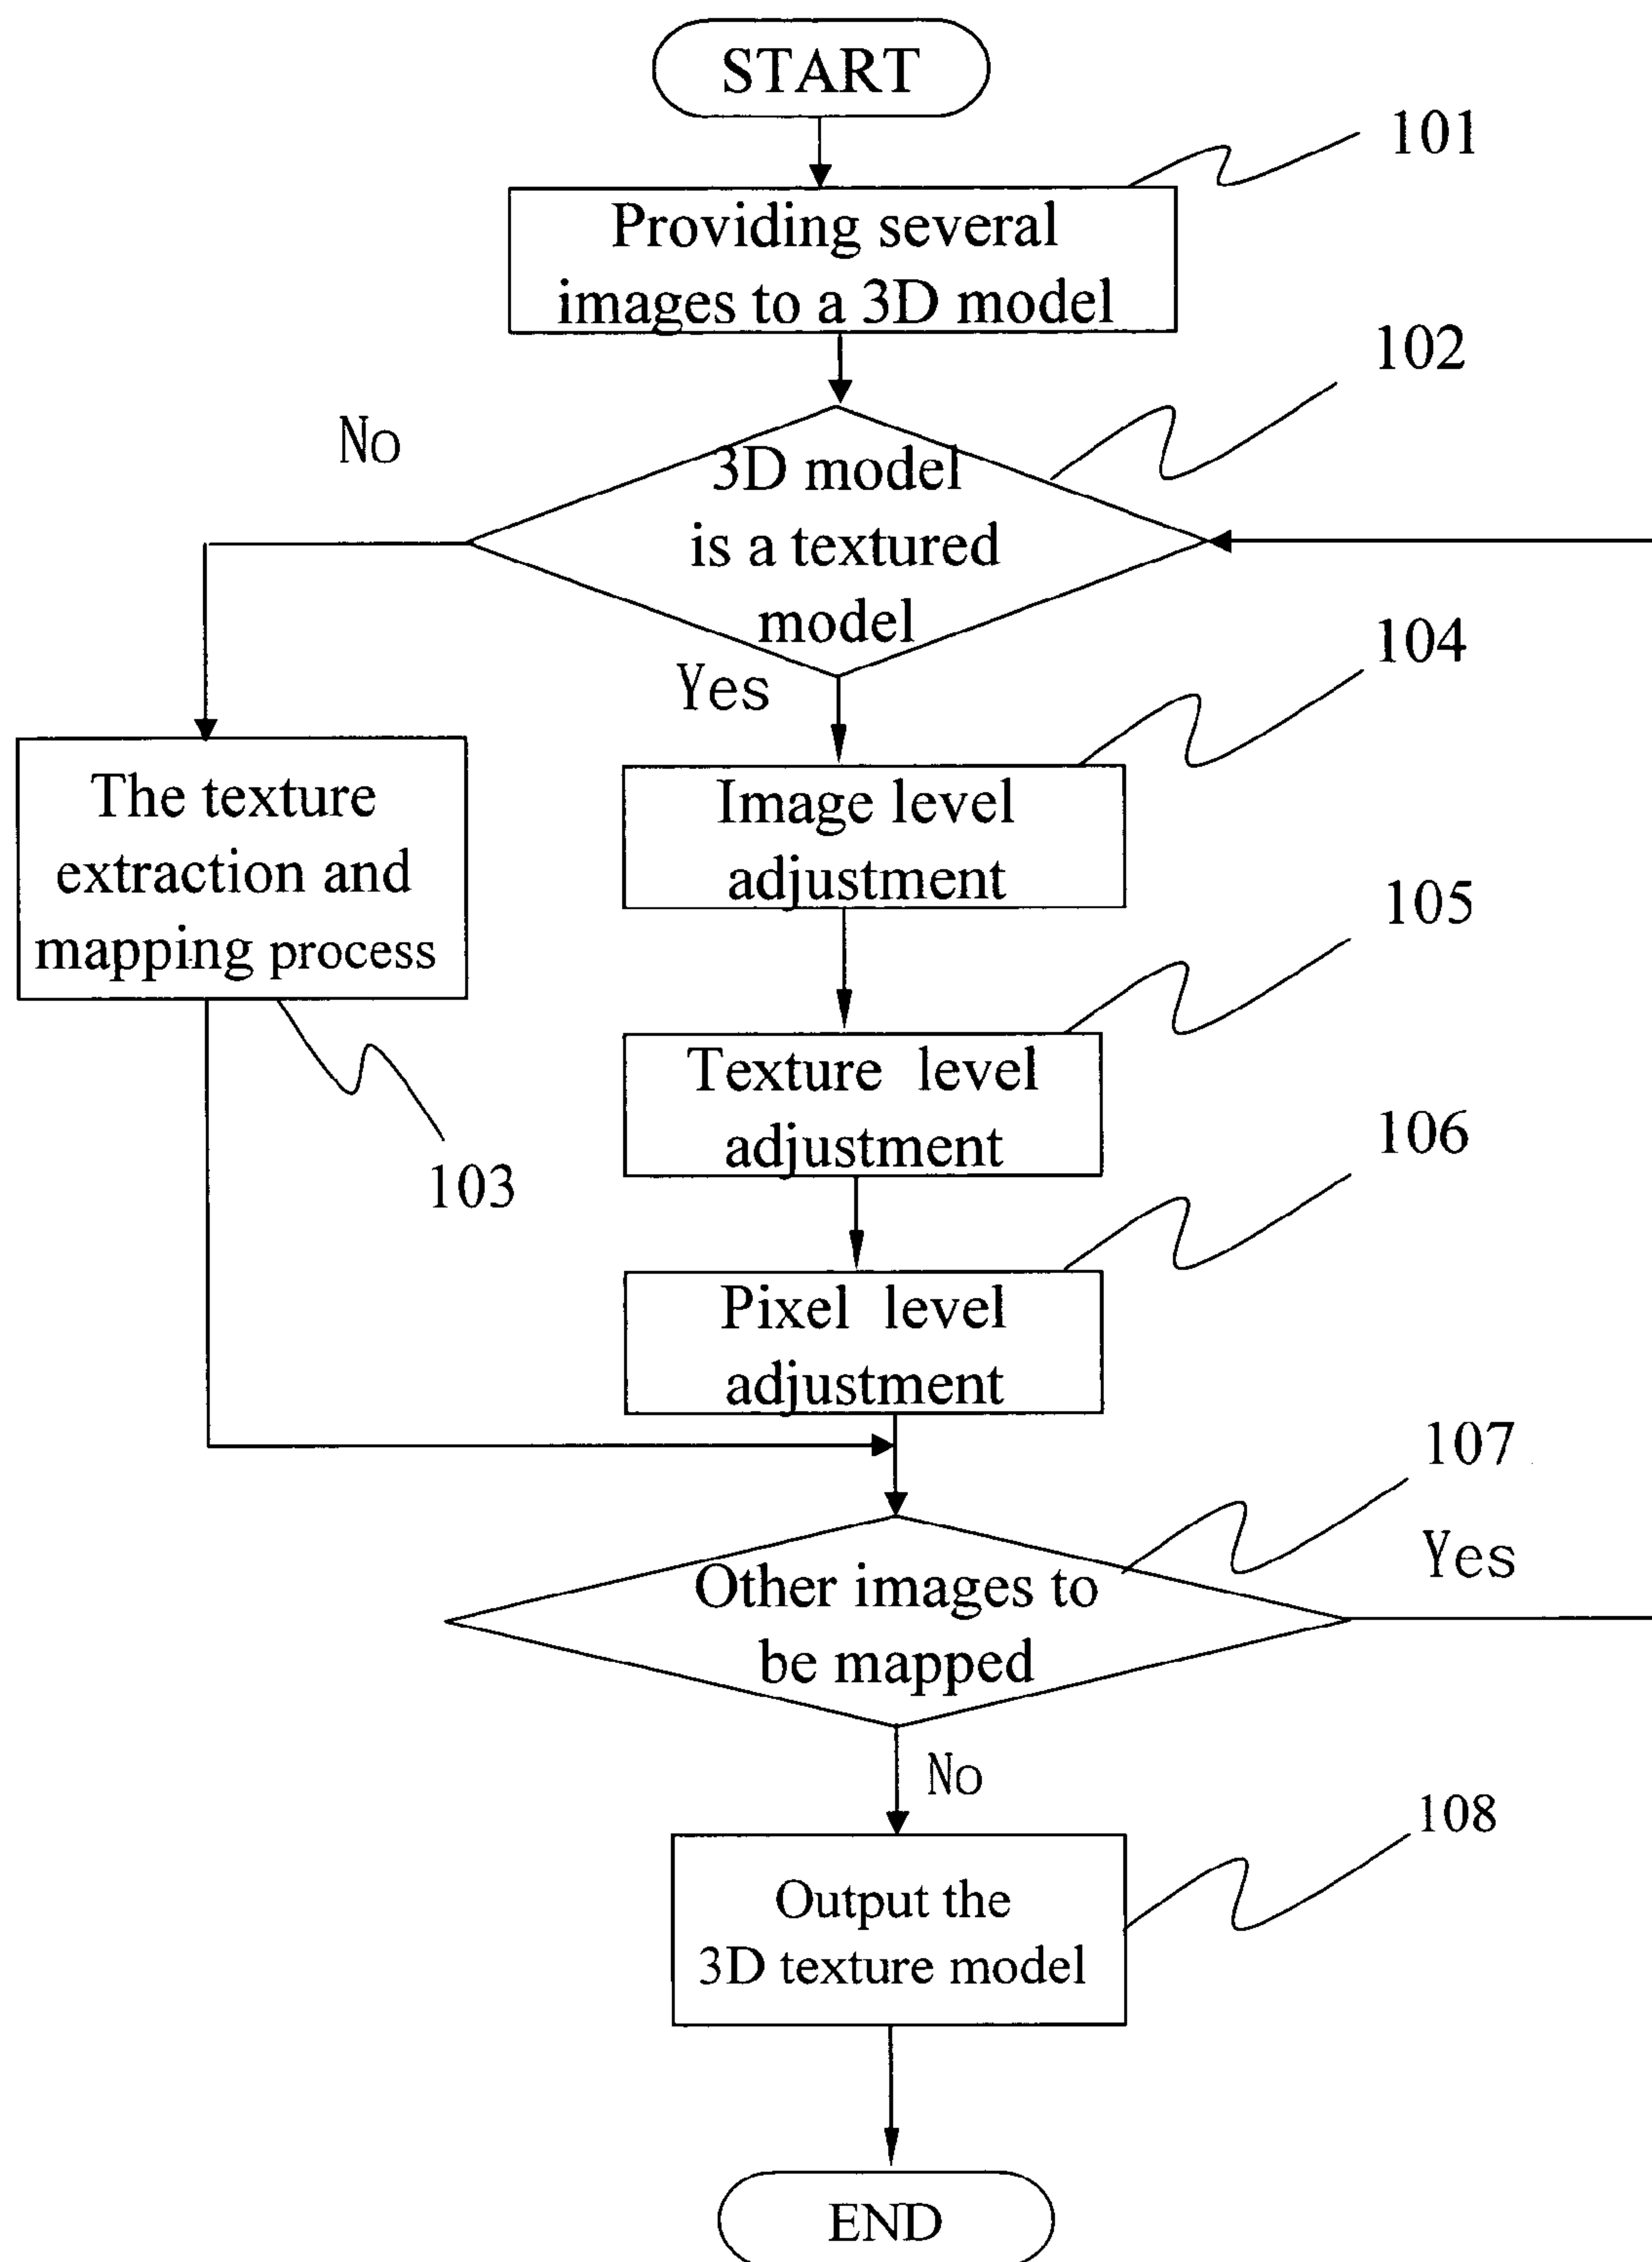 START
101
Providing several
images to a 3D model
102
No
3D model
is a textured
model
104
Yes
The texture
extraction and
mapping process
Image level
adjustment
105
Texture level
adjustment
106
103
Pixel level
adjustment
107
Yes
Other images to
be mapped
No
108
Output the
3D texture model
END